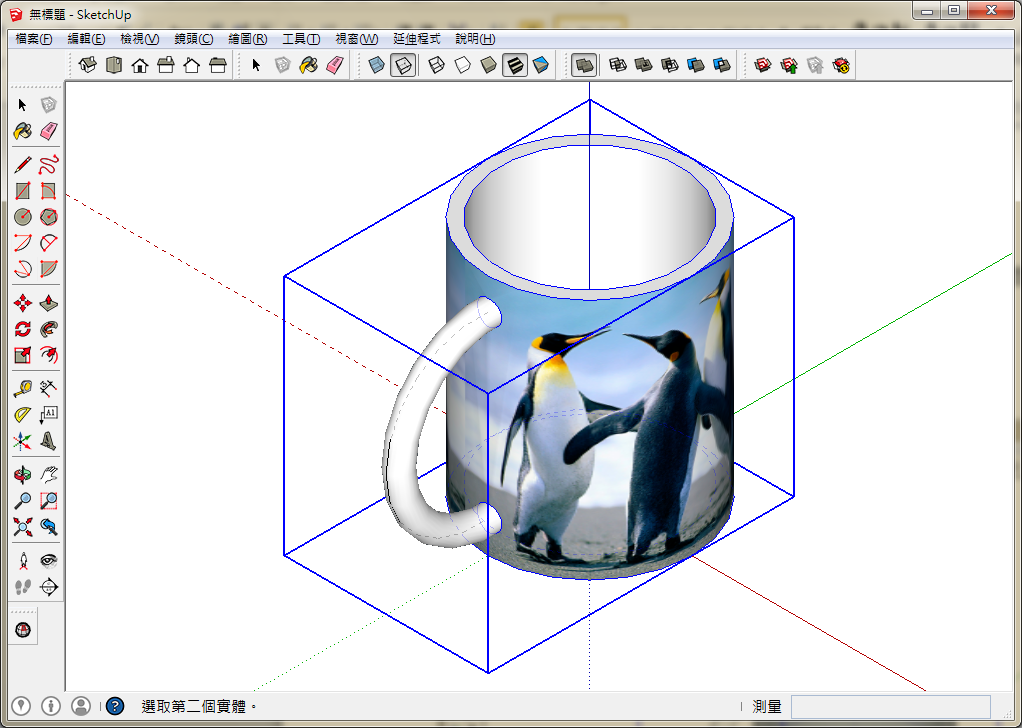 無標題 - SketchUp
檔案(F) 編輯(E) 檢視(V) 鏡頭(C) 繪圖(R) 工具(T) 視窗(W) 延伸程式 說明(H)
A1
選取第二個實體。 測量